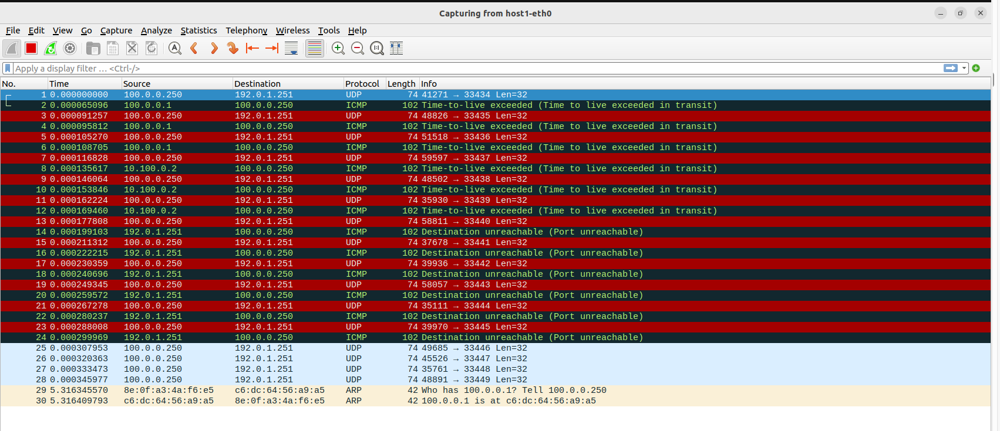 Capturing from host1-eth0
File Edit View Go Capture Analyze Statistics Telephony Wireless Tools Help
Apply a display filter … <Ctrl-/>
No. Time Source Destination Protocol Length Info
1 0.000000000 100.0.0.250 192.0.1.251 UDP 74 41271 → 33434 Len=32
2 0.000065096 100.0.0.1 100.0.0.250 ICMP 102 Time-to-live exceeded (Time to live exceeded in transit)
3 0.000091257 100.0.0.250 192.0.1.251 UDP 74 48826 → 33435 Len=32
4 0.000095812 100.0.0.1 100.0.0.250 ICMP 102 Time-to-live exceeded (Time to live exceeded in transit)
5 0.000105270 100.0.0.250 192.0.1.251 UDP 74 51518 → 33436 Len=32
6 0.000108705 100.0.0.1 100.0.0.250 ICMP 102 Time-to-live exceeded (Time to live exceeded in transit)
7 0.000116828 100.0.0.250 192.0.1.251 UDP 74 59597 → 33437 Len=32
8 0.000135617 10.100.0.2 100.0.0.250 ICMP 102 Time-to-live exceeded (Time to live exceeded in transit)
9 0.000146064 100.0.0.250 192.0.1.251 UDP 74 48502 → 33438 Len=32
10 0.000153846 10.100.0.2 100.0.0.250 ICMP 102 Time-to-live exceeded (Time to live exceeded in transit)
11 0.000162224 100.0.0.250 192.0.1.251 UDP 74 35930 → 33439 Len=32
12 0.000169460 10.100.0.2 100.0.0.250 ICMP 102 Time-to-live exceeded (Time to live exceeded in transit)
13 0.000177808 100.0.0.250 192.0.1.251 UDP 74 58811 → 33440 Len=32
14 0.000199103 192.0.1.251 100.0.0.250 ICMP 102 Destination unreachable (Port unreachable)
15 0.000211312 100.0.0.250 192.0.1.251 UDP 74 37678 → 33441 Len=32
16 0.000222215 192.0.1.251 100.0.0.250 ICMP 102 Destination unreachable (Port unreachable)
17 0.000230359 100.0.0.250 192.0.1.251 UDP 74 39936 → 33442 Len=32
18 0.000240696 192.0.1.251 100.0.0.250 ICMP 102 Destination unreachable (Port unreachable)
19 0.000249345 100.0.0.250 192.0.1.251 UDP 74 58057 → 33443 Len=32
20 0.000259572 192.0.1.251 100.0.0.250 ICMP 102 Destination unreachable (Port unreachable)
21 0.000267278 100.0.0.250 192.0.1.251 UDP 74 35111 → 33444 Len=32
22 0.000280237 192.0.1.251 100.0.0.250 ICMP 102 Destination unreachable (Port unreachable)
23 0.000288008 100.0.0.250 192.0.1.251 UDP 74 39970 → 33445 Len=32
24 0.000299969 192.0.1.251 100.0.0.250 ICMP 102 Destination unreachable (Port unreachable)
25 0.000307953 100.0.0.250 192.0.1.251 UDP 74 49685 → 33446 Len=32
26 0.000320363 100.0.0.250 192.0.1.251 UDP 74 45526 → 33447 Len=32
27 0.000333473 100.0.0.250 192.0.1.251 UDP 74 35761 → 33448 Len=32
28 0.000345977 100.0.0.250 192.0.1.251 UDP 74 48891 → 33449 Len=32
29 5.316345570 8e:0f:a3:4a:f6:e5 c6:dc:64:56:a9:a5 ARP 42 Who has 100.0.0.1? Tell 100.0.0.250
30 5.316409793 c6:dc:64:56:a9:a5 8e:0f:a3:4a:f6:e5 ARP 42 100.0.0.1 is at c6:dc:64:56:a9:a5